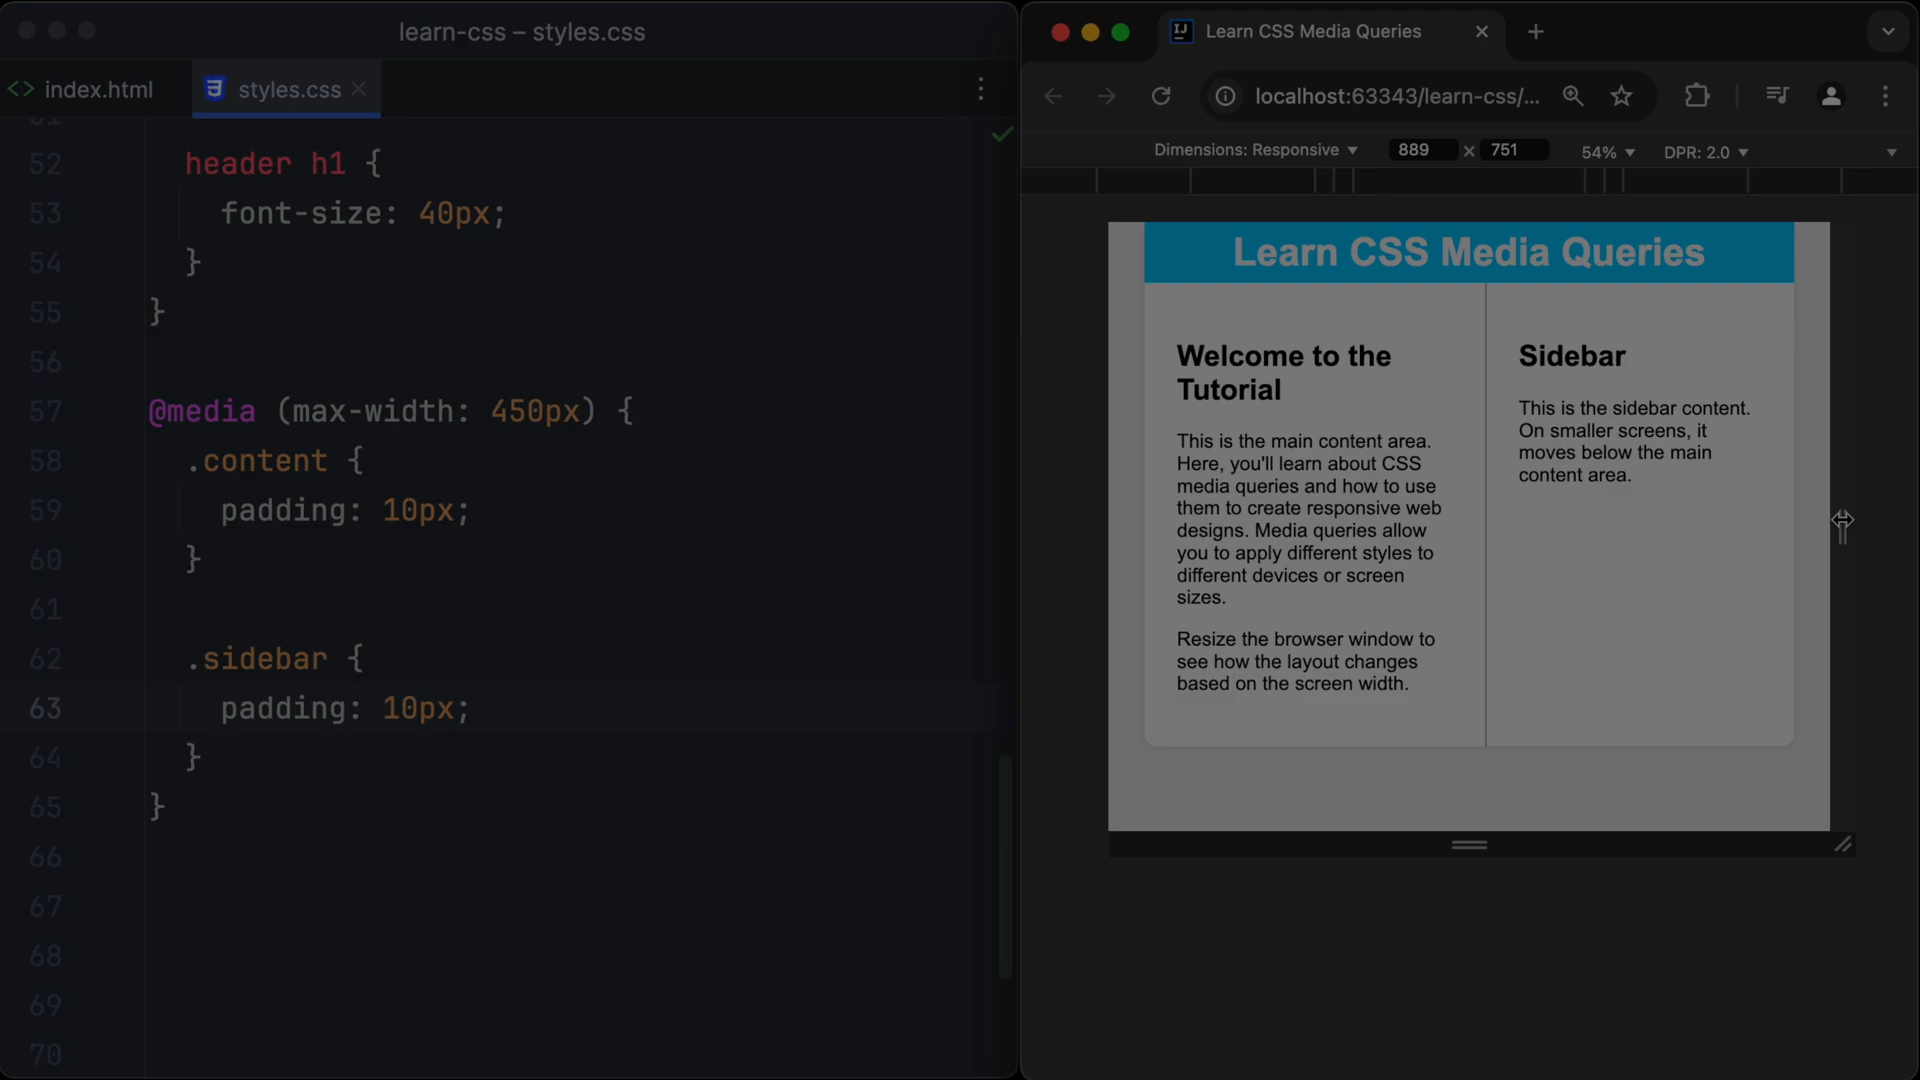 learn-css – styles.css
index.html
styles.css
52 header h1 {
53 font-size: 40px;
54 }
55 }
56
57 @media (max-width: 450px) {
58 .content {
59 padding: 10px;
60 }
61
62 .sidebar {
63 padding: 10px;
64 }
65 }
66
67
68
69
70
Learn CSS Media Queries
localhost:63343/learn-css/...
Dimensions: Responsive 889 × 751 54% DPR: 2.0
Learn CSS Media Queries
Welcome to the
Tutorial
This is the main content area.
Here, you'll learn about CSS
media queries and how to use
them to create responsive web
designs. Media queries allow
you to apply different styles to
different devices or screen
sizes.
Resize the browser window to
see how the layout changes
based on the screen width.
Sidebar
This is the sidebar content.
On smaller screens, it
moves below the main
content area.